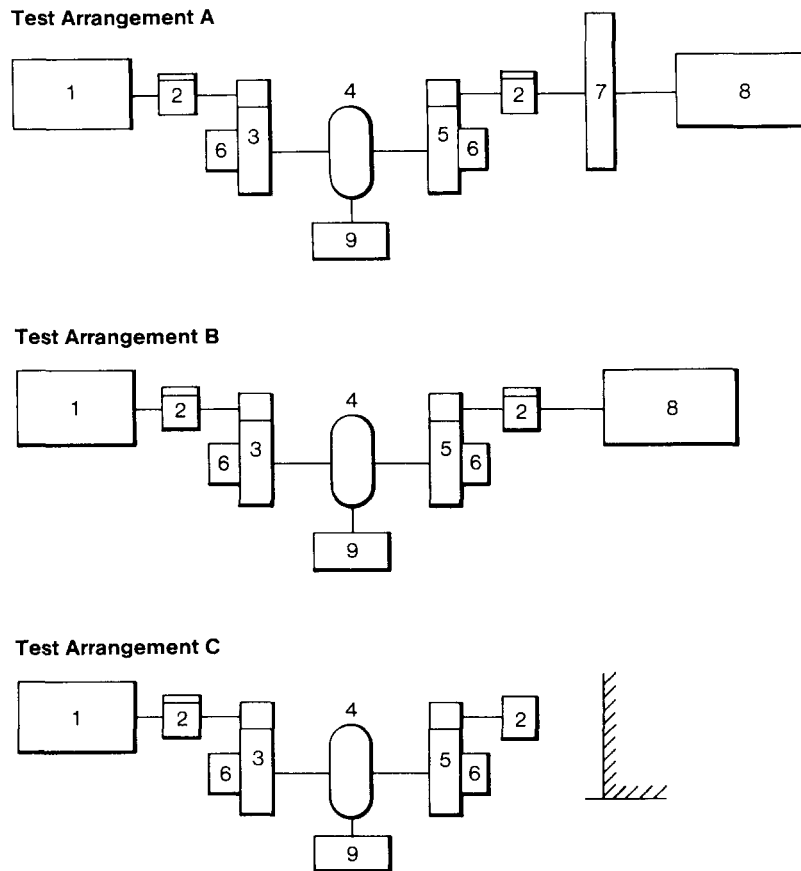 Test Arrangement A
1 2 3 6 4 9 5 6 2 7 8
Test Arrangement B
1 2 3 6 4 9 5 6 2 8
Test Arrangement C
1 2 3 6 4 9 5 6 2